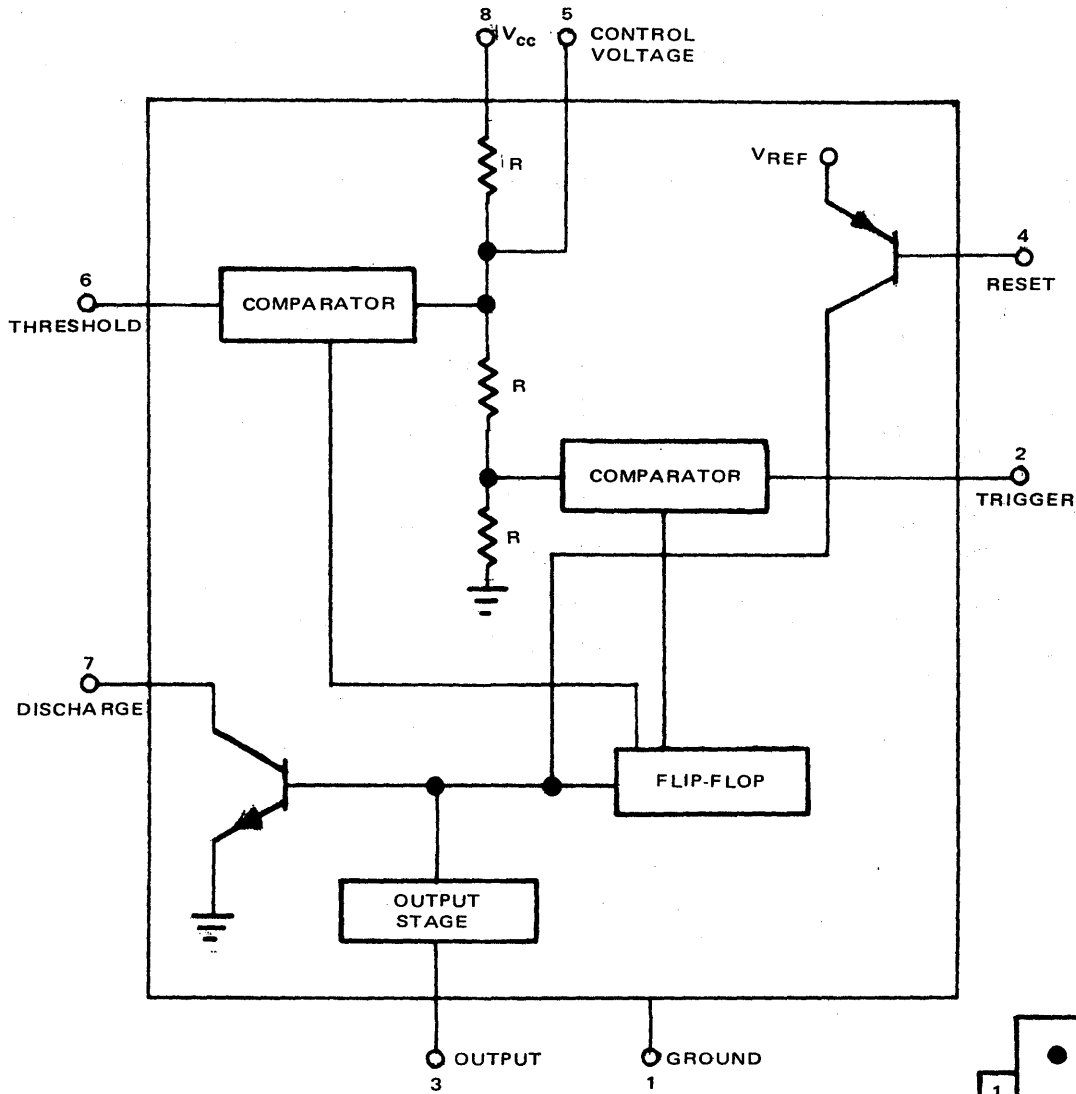 8
Vcc
5
CONTROL
VOLTAGE
R
VREF
4
RESET
6
THRESHOLD
COMPARATOR
R
COMPARATOR
2
TRIGGER
R
7
DISCHARGE
FLIP-FLOP
OUTPUT
STAGE
OUTPUT
3
GROUND
1
1